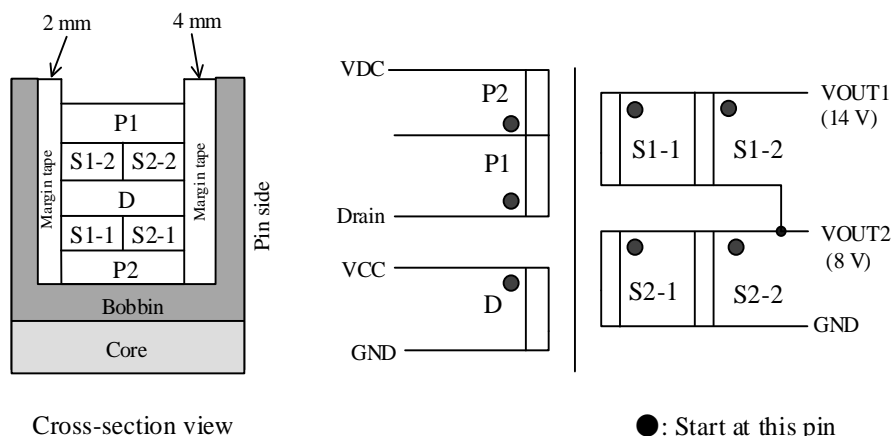 2 mm
4 mm
Margin tape
P1
S1-2 S2-2
D
S1-1 S2-1
P2
Margin tape
Pin side
Bobbin
Core
Cross-section view
VDC
P2
P1
Drain
VCC
D
GND
VOUT1
(14 V)
S1-1
S1-2
VOUT2
(8 V)
S2-1
S2-2
GND
●: Start at this pin